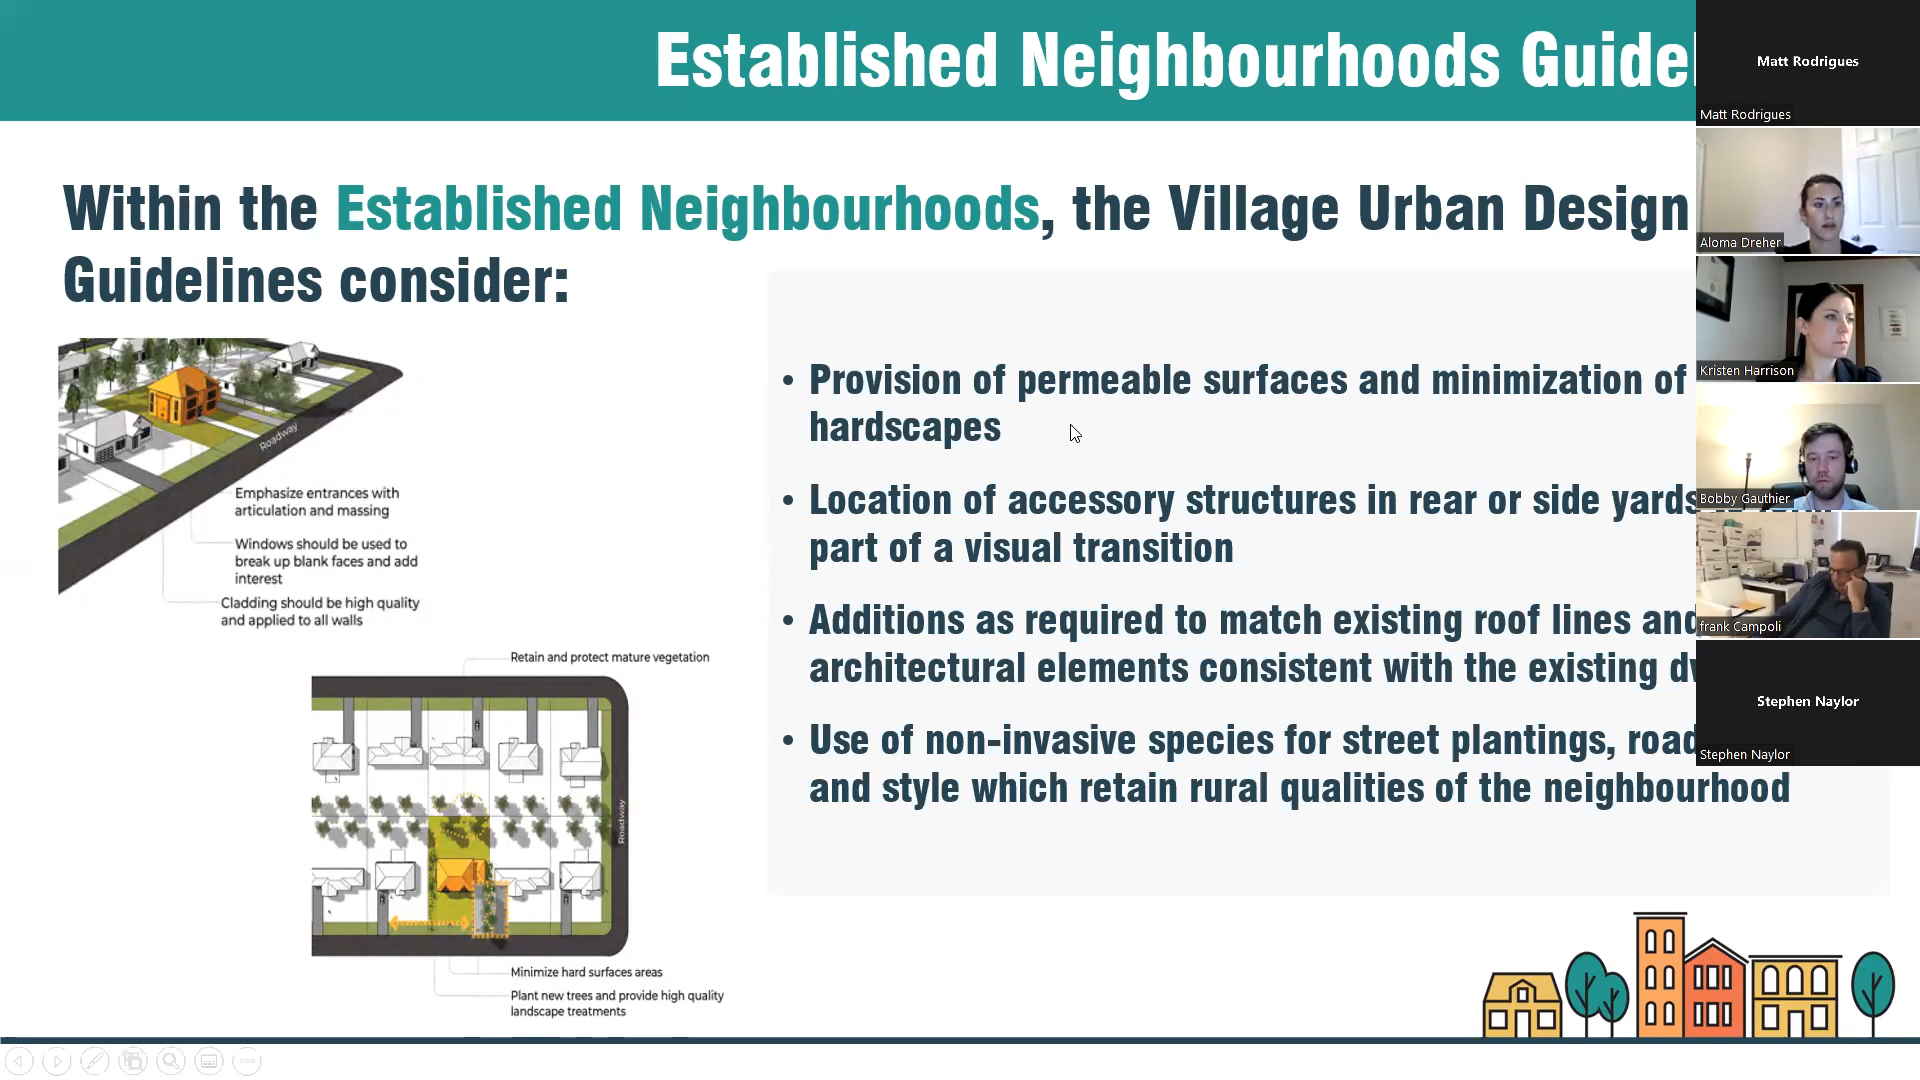 Established Neighbourhoods Guidel
Within the Established Neighbourhoods, the Village Urban Design
Guidelines consider:
Roadway
Emphasize entrances with
articulation and massing
Windows should be used to
break up blank faces and add
interest
Cladding should be high quality
and applied to all walls
Retain and protect mature vegetation
Roadway
Minimize hard surfaces areas
Plant new trees and provide high quality
landscape treatments
• Provision of permeable surfaces and minimization of
hardscapes
• Location of accessory structures in rear or side yards
part of a visual transition
• Additions as required to match existing roof lines and
architectural elements consistent with the existing
• Use of non-invasive species for street plantings, road
and style which retain rural qualities of the neighbourhood
Matt Rodrigues
Matt Rodrigues
Aloma Dreher
Kristen Harrison
Bobby Gauthier
frank Campoli
Stephen Naylor
Stephen Naylor